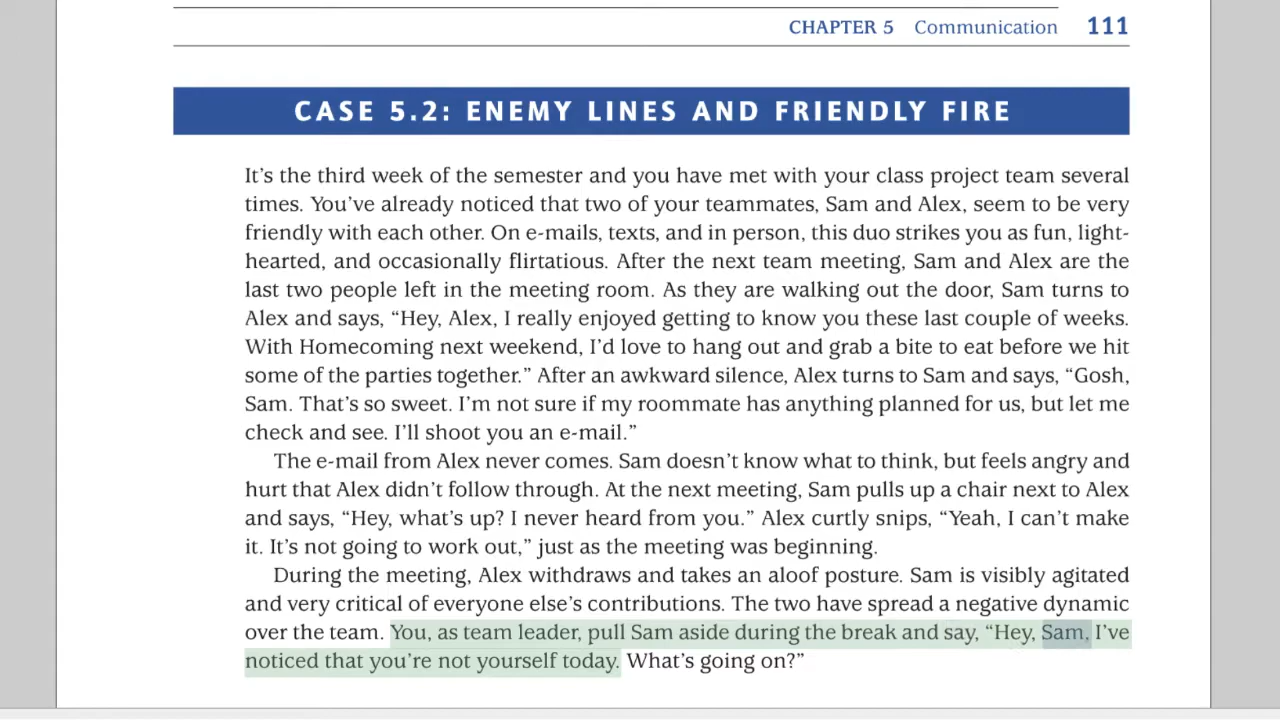 CHAPTER 5 Communication 111
CASE 5.2: ENEMY LINES AND FRIENDLY FIRE
It’s the third week of the semester and you have met with your class project team several
times. You’ve already noticed that two of your teammates, Sam and Alex, seem to be very
friendly with each other. On e-mails, texts, and in person, this duo strikes you as fun, light-
hearted, and occasionally flirtatious. After the next team meeting, Sam and Alex are the
last two people left in the meeting room. As they are walking out the door, Sam turns to
Alex and says, “Hey, Alex, I really enjoyed getting to know you these last couple of weeks.
With Homecoming next weekend, I’d love to hang out and grab a bite to eat before we hit
some of the parties together.” After an awkward silence, Alex turns to Sam and says, “Gosh,
Sam. That’s so sweet. I’m not sure if my roommate has anything planned for us, but let me
check and see. I’ll shoot you an e-mail.”
The e-mail from Alex never comes. Sam doesn’t know what to think, but feels angry and
hurt that Alex didn’t follow through. At the next meeting, Sam pulls up a chair next to Alex
and says, “Hey, what’s up? I never heard from you.” Alex curtly snips, “Yeah, I can’t make
it. It’s not going to work out,” just as the meeting was beginning.
During the meeting, Alex withdraws and takes an aloof posture. Sam is visibly agitated
and very critical of everyone else’s contributions. The two have spread a negative dynamic
over the team. You, as team leader, pull Sam aside during the break and say, “Hey, Sam, I’ve
noticed that you’re not yourself today. What’s going on?”